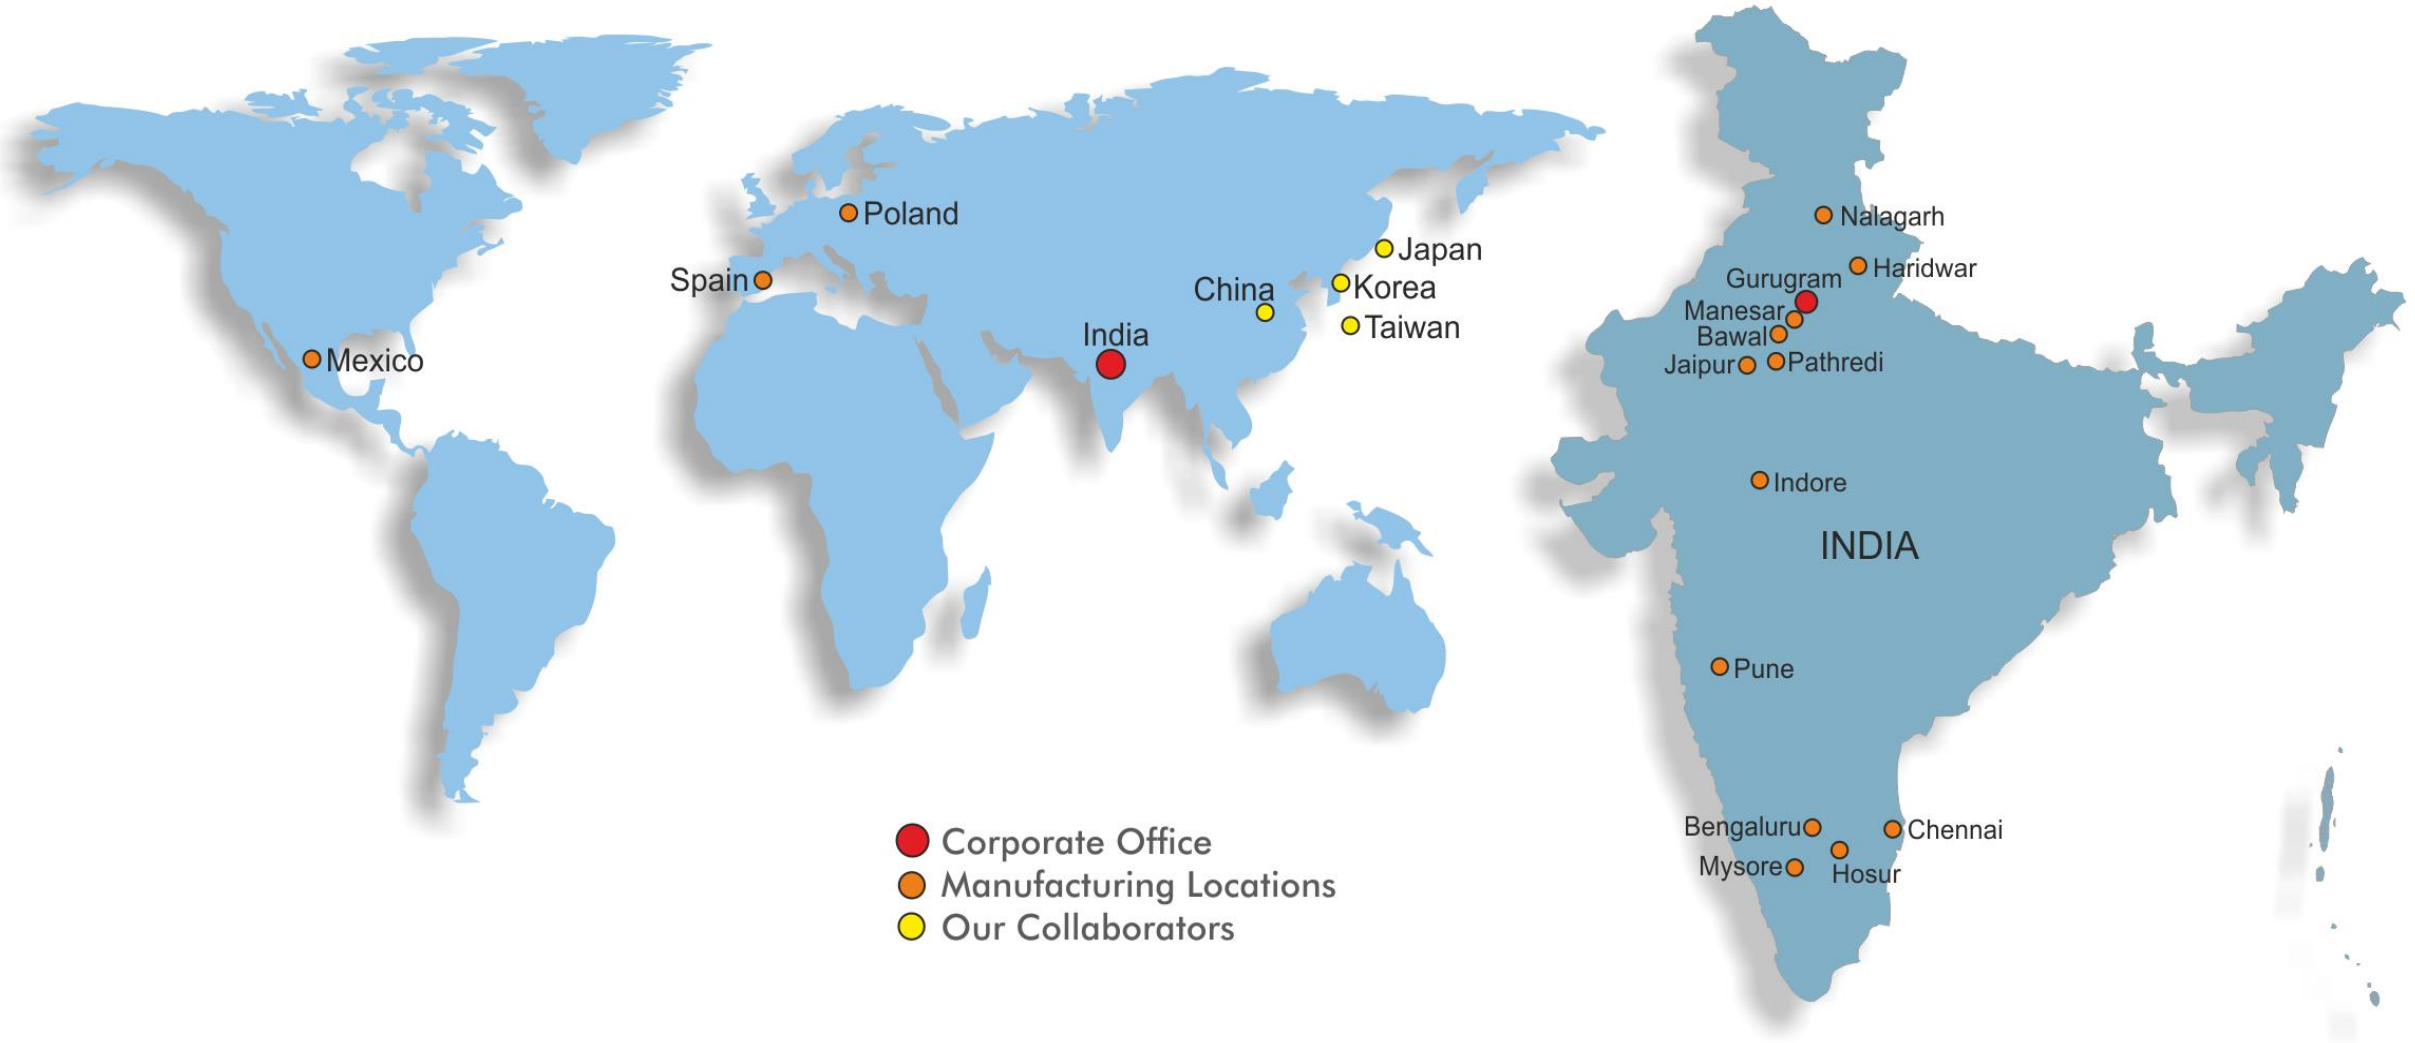 Poland
Spain
Mexico
India
China
Japan
Korea
Taiwan
Corporate Office
Manufacturing Locations
Our Collaborators
Nalagarh
Haridwar
Gurugram
Manesar
Bawal
Jaipur
Pathredi
Indore
INDIA
Pune
Bengaluru
Chennai
Mysore
Hosur